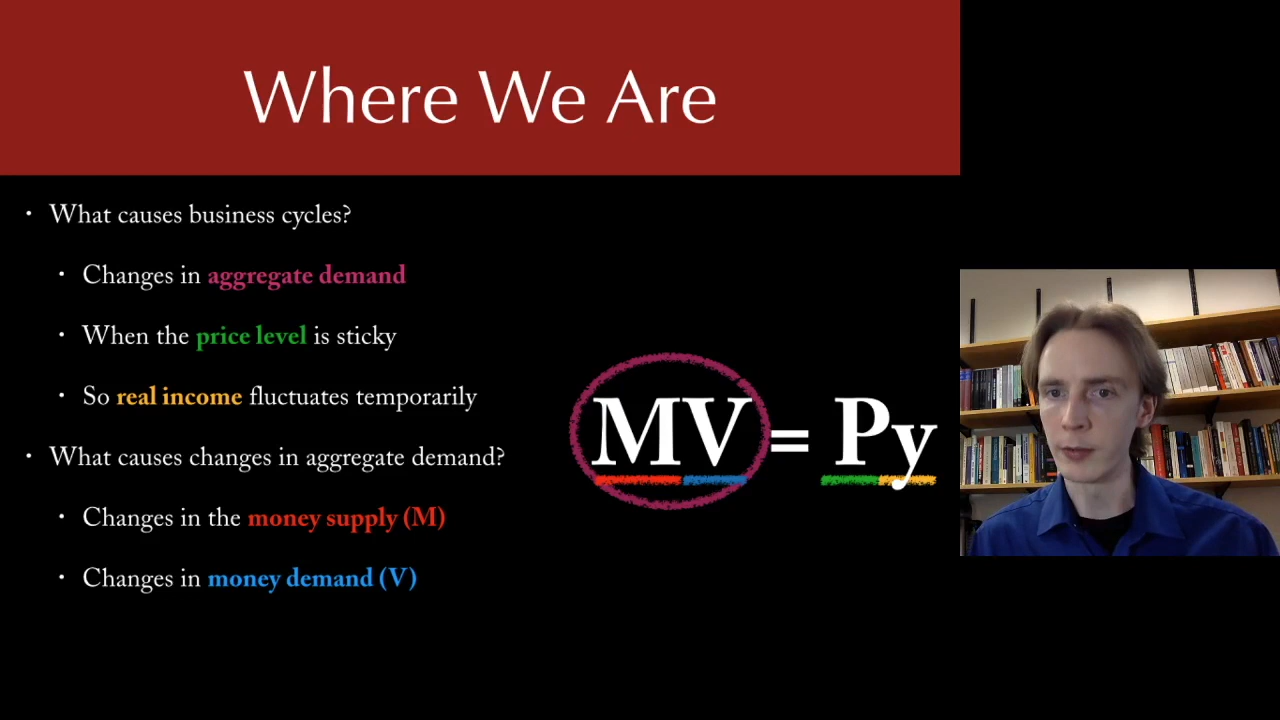 Where We Are
• What causes business cycles?
• Changes in aggregate demand
• When the price level is sticky
• So real income fluctuates temporarily
• What causes changes in aggregate demand?
• Changes in the money supply (M)
• Changes in money demand (V)
MV = Py